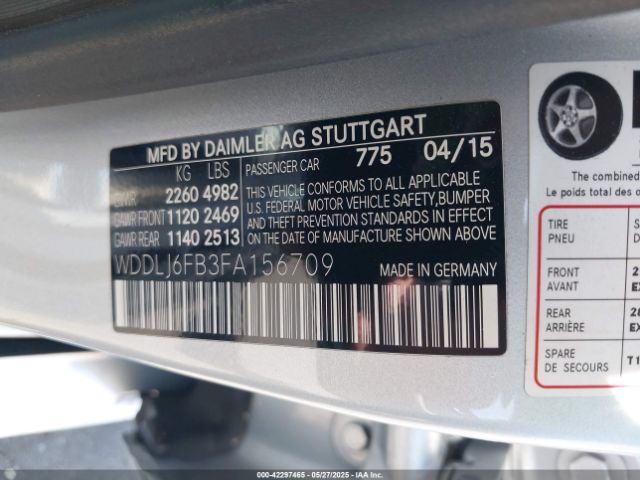 MFD BY DAIMLER AG STUTTGART
KG LBS PASSENGER CAR 775 04/15
GVWR 2260 4982
GAWR FRONT 1120 2469
GAWR REAR 1140 2513
THIS VEHICLE CONFORMS TO ALL APPLICABLE
U.S. FEDERAL MOTOR VEHICLE SAFETY,BUMPER
AND THEFT PREVENTION STANDARDS IN EFFECT
ON THE DATE OF MANUFACTURE SHOWN ABOVE
WDDLJ6FB3FA156709
MADE IN GERMANY
The combined
Le poids total des
TIRE
PNEU
FRONT
AVANT
REAR
ARRIÈRE
SPARE
DE SECOURS
000-42297465 - 05/27/2025 - IAAI.COM